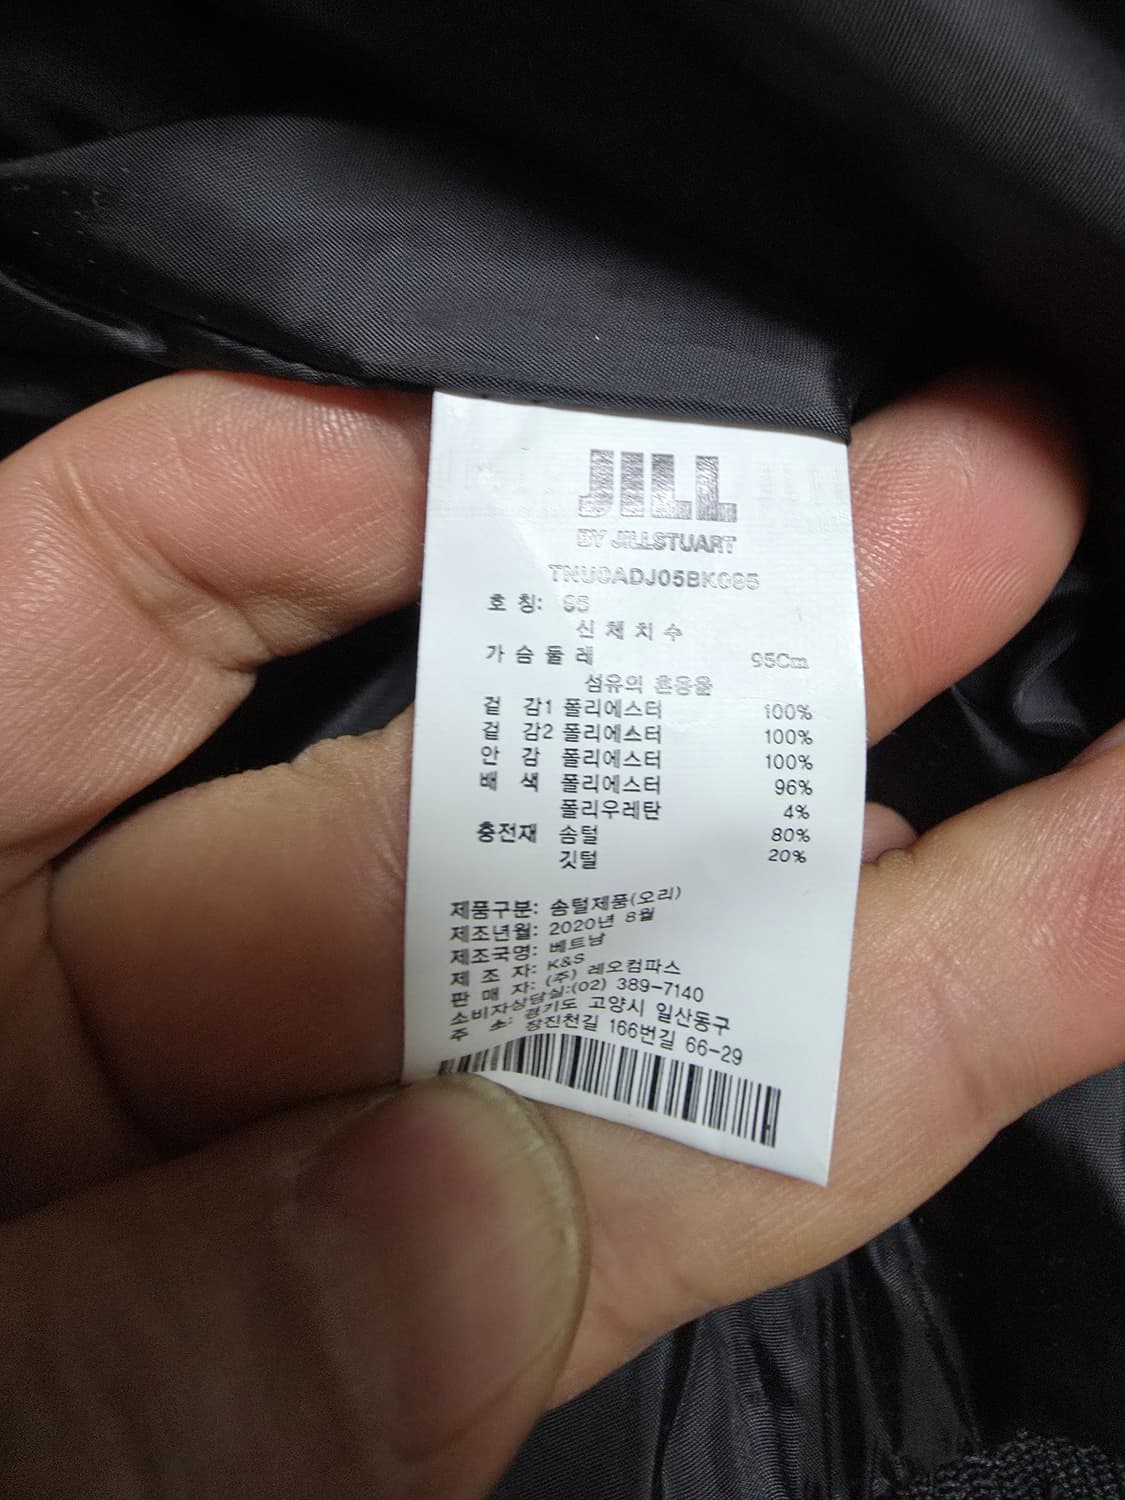 JILL
BY JILLSTUART
호 칭: 95
신 체 치 수
가 슴 둘 레 95Cm
섬유의 혼용율
겉 감1 폴리에스터 100%
겉 감2 폴리에스터 100%
안 감 폴리에스터 100%
배 색 폴리에스터 96%
폴리우레탄 4%
충전재 솜털 80%
깃털 20%
제품구분: 솜털제품(오리)
제조년월: 2020년 8월
제조국명: 베트남
제 조 자: K&S
판 매 자: (주) 레오컴파스
소비자상담실:(02) 389-7140
주 소: 경기도 고양시 일산동구
장진천길 166번길 66-29